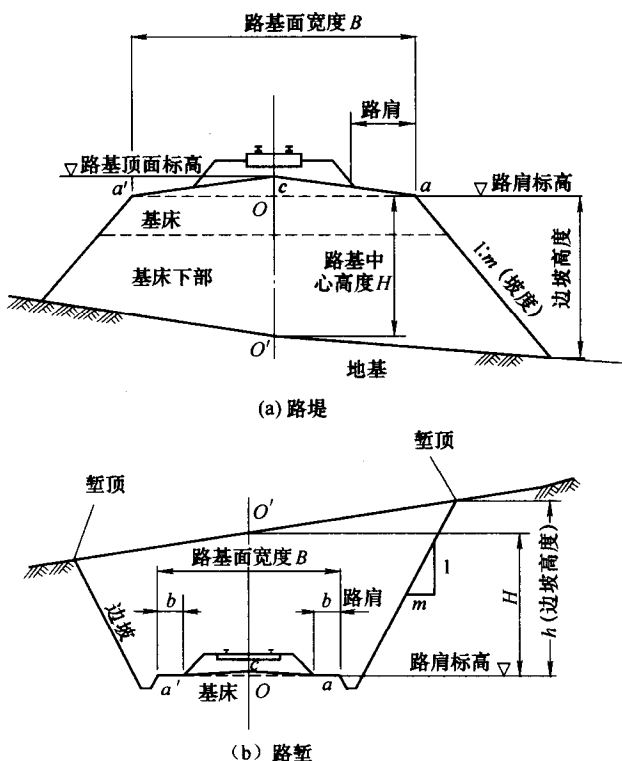 路基面宽度 B
路肩
路基顶面标高
a′
c
a
路肩标高
O
基床
基床下部
路基中
心高度H
1:m (坡度)
边坡高度
O′
地基
(a) 路堤
堑顶
堑顶
O′
路基面宽度 B
b
b
路肩
边坡
1
m
H
h (边坡高度)
c
路肩标高
a′
O
a
基床
(b) 路堑